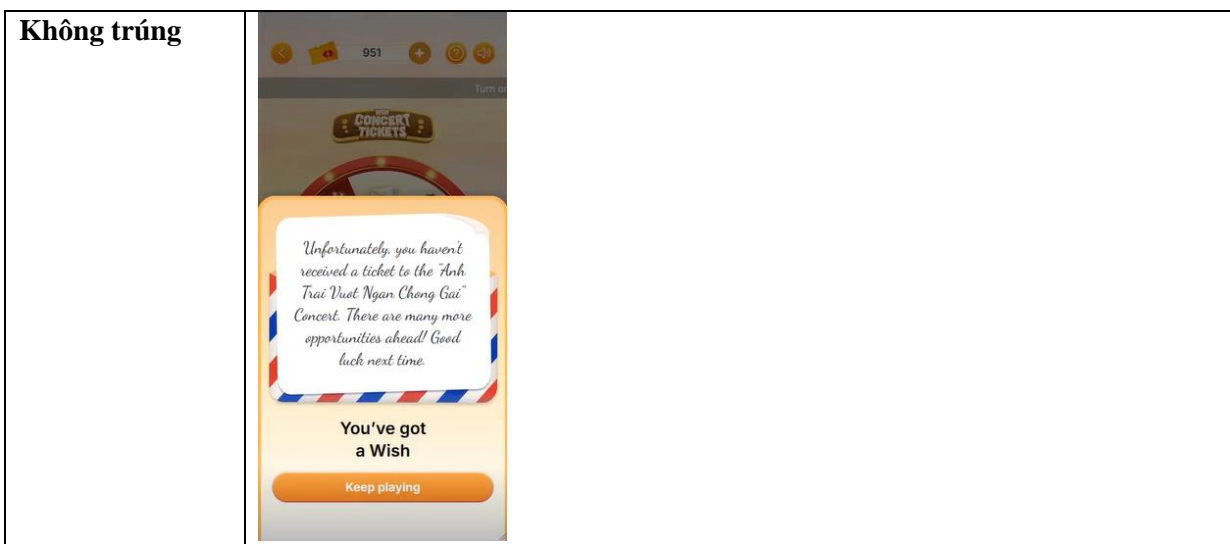 Không trúng
951
Turn o
WIN
CONCERT
TICKETS
Unfortunately, you haven't
received a ticket to the "Anh
Trai Vuot Ngan Chong Gai"
Concert. There are many more
opportunities ahead! Good
luck next time.
You've got
a Wish
Keep playing